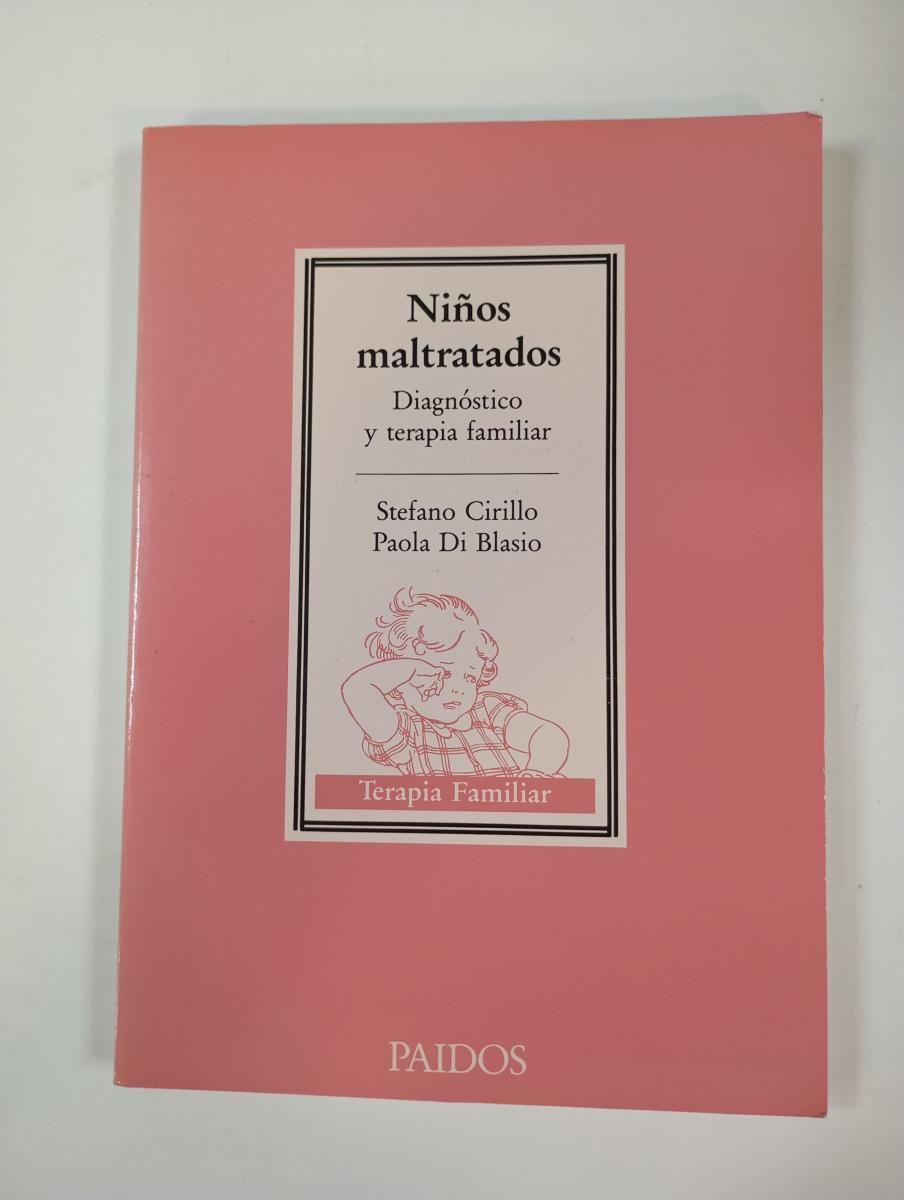 Niños
maltratados
Diagnóstico
y terapia familiar
Stefano Cirillo
Paola Di Blasio
Terapia Familiar
PAIDOS